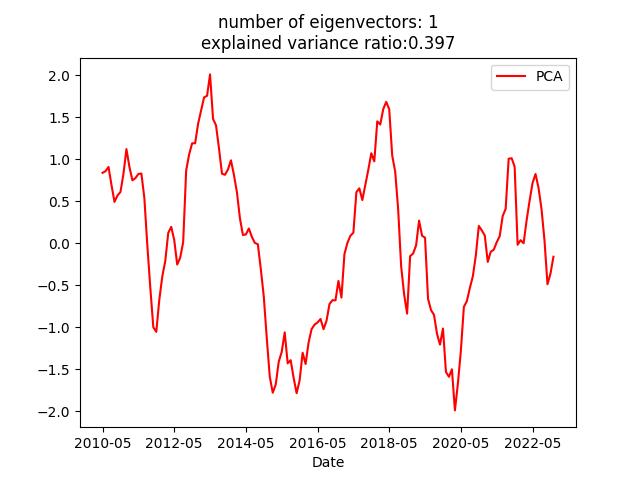 number of eigenvectors: 1
explained variance ratio:0.397
PCA
2.0
1.5
1.0
0.5
0.0
−0.5
−1.0
−1.5
−2.0
2010-05 2012-05 2014-05 2016-05 2018-05 2020-05 2022-05
Date